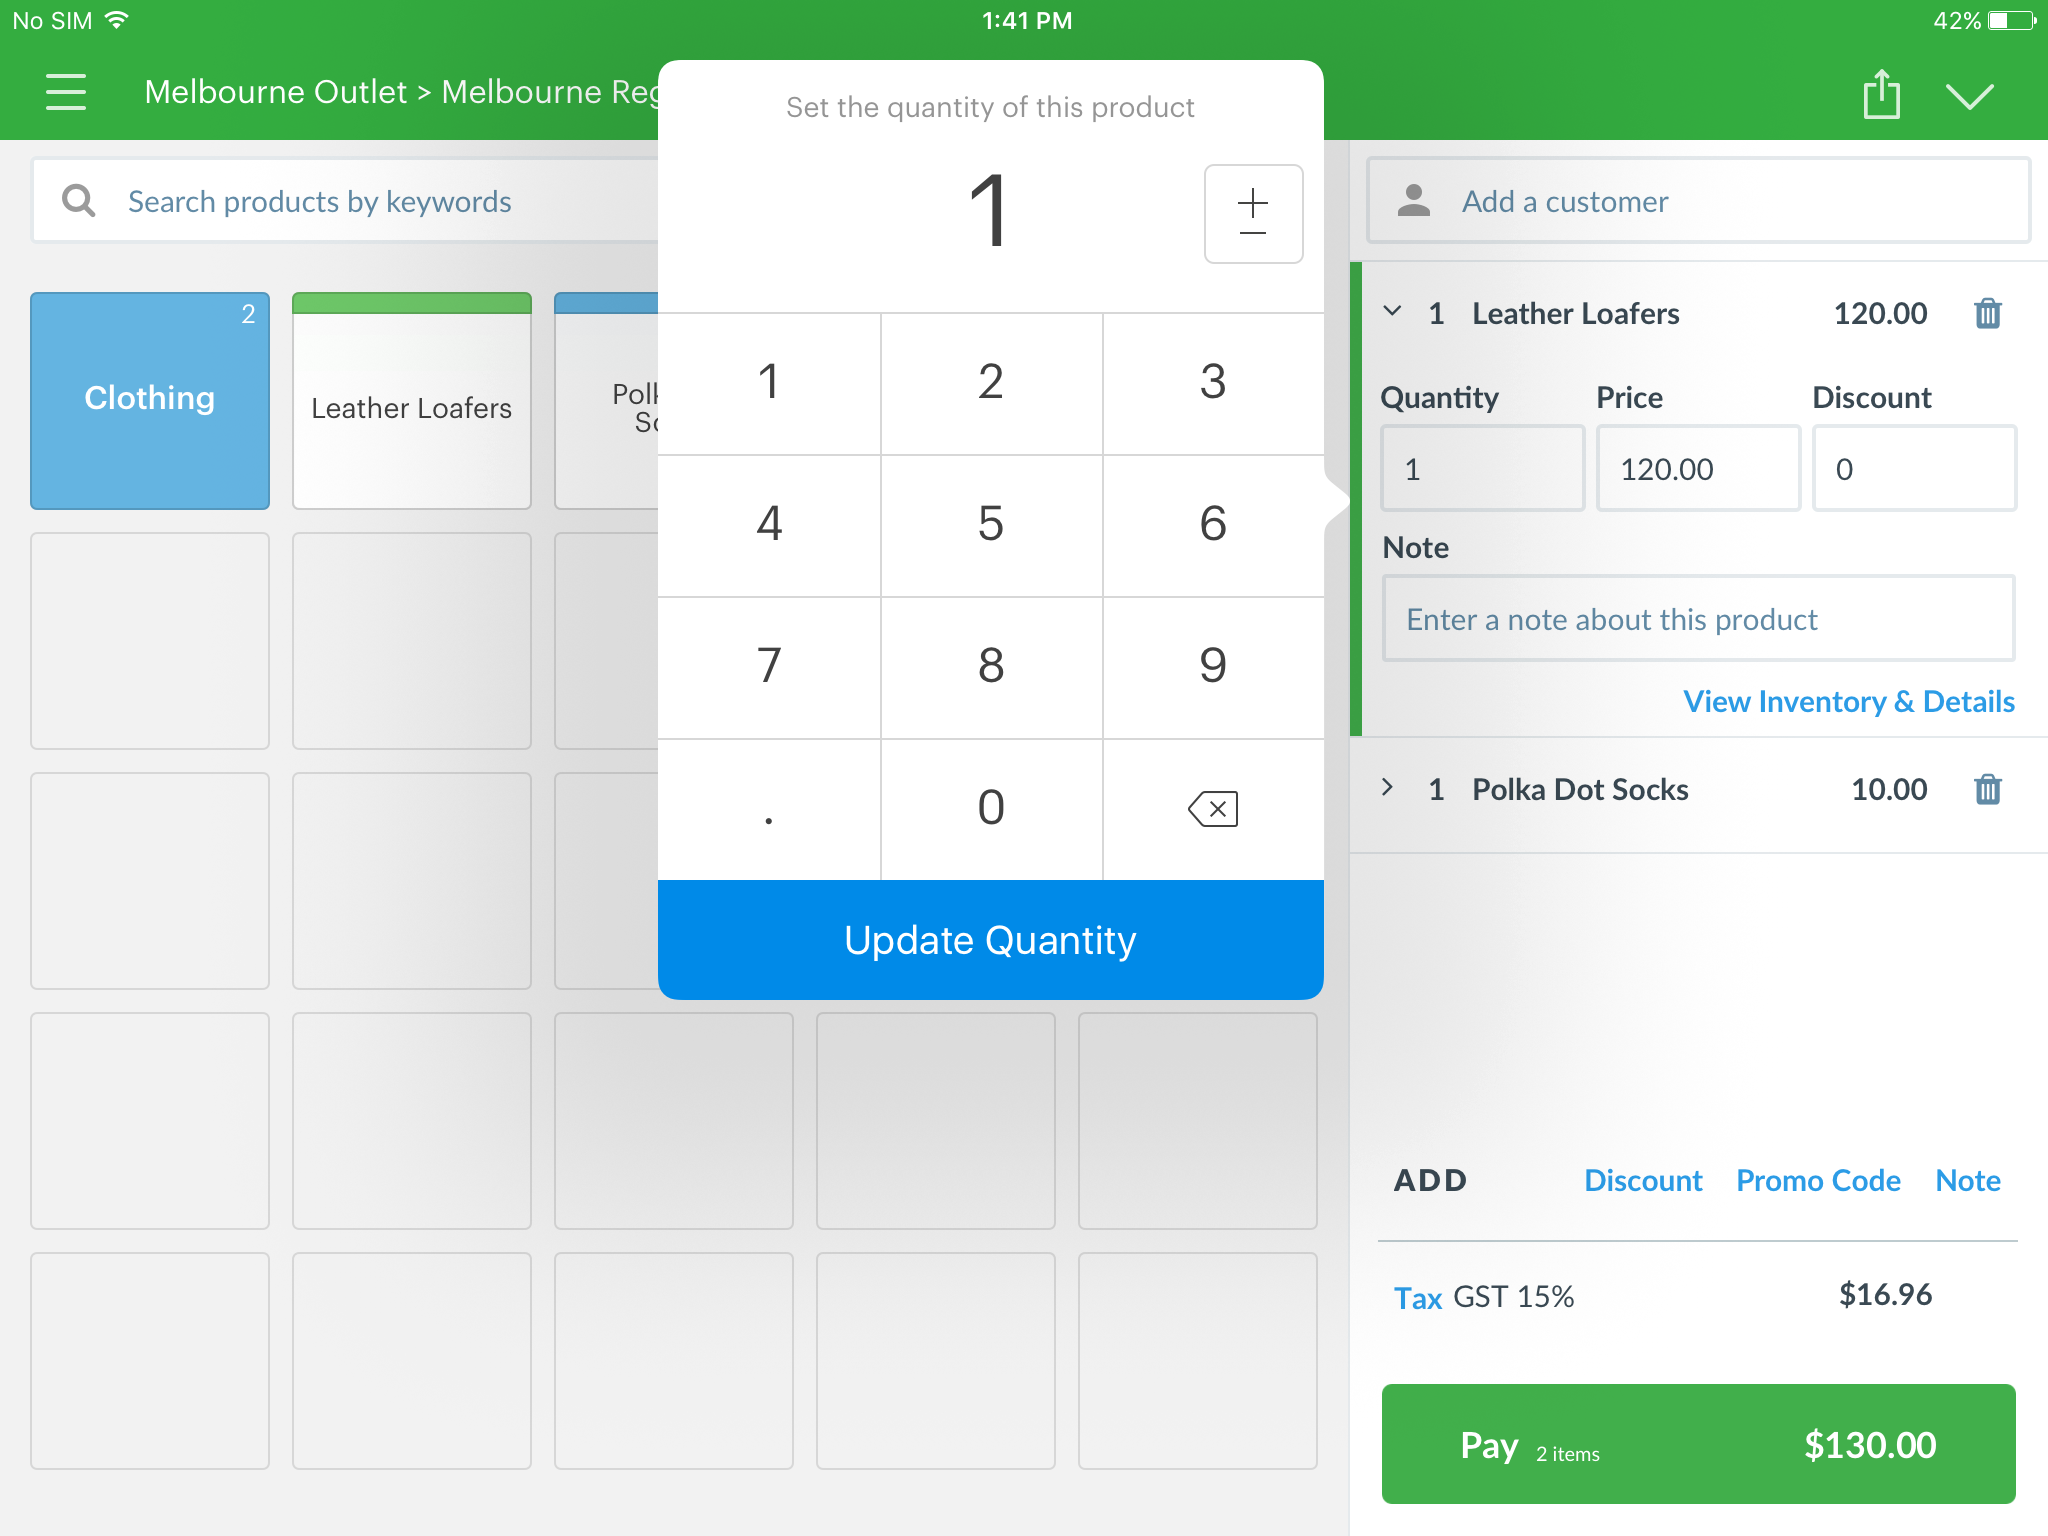 No SIM
1:41 PM
42%
Melbourne Outlet > Melbourne Reg
Set the quantity of this product
1
+
−
1 2 3
4 5 6
7 8 9
. 0
Update Quantity
Search products by keywords
2
Clothing
Leather Loafers
Add a customer
1 Leather Loafers 120.00
Quantity Price Discount
1 120.00 0
Note
Enter a note about this product
View Inventory & Details
1 Polka Dot Socks 10.00
ADD Discount Promo Code Note
Tax GST 15% $16.96
Pay 2 items $130.00